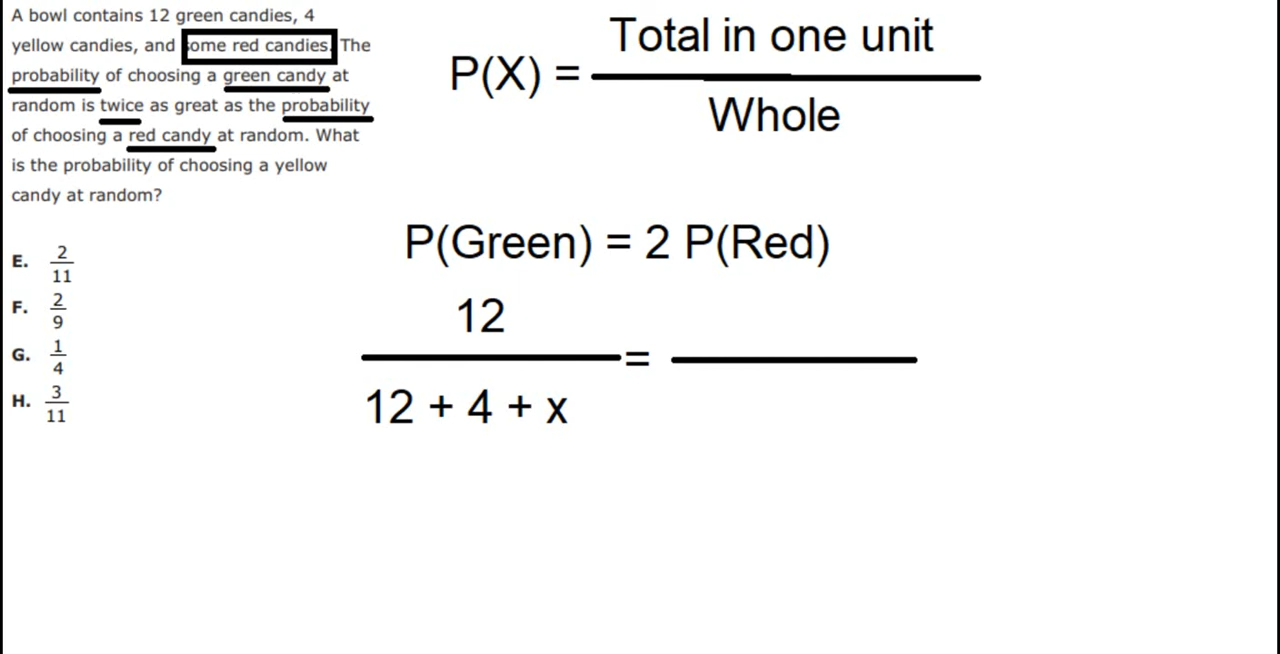 A bowl contains 12 green candies, 4
yellow candies, and some red candies. The
probability of choosing a green candy at
random is twice as great as the probability
of choosing a red candy at random. What
is the probability of choosing a yellow
candy at random?
E. 2/11
F. 2/9
G. 1/4
H. 3/11
Total in one unit
P(X) =
Whole
P(Green) = 2 P(Red)
12
=
12 + 4 + x